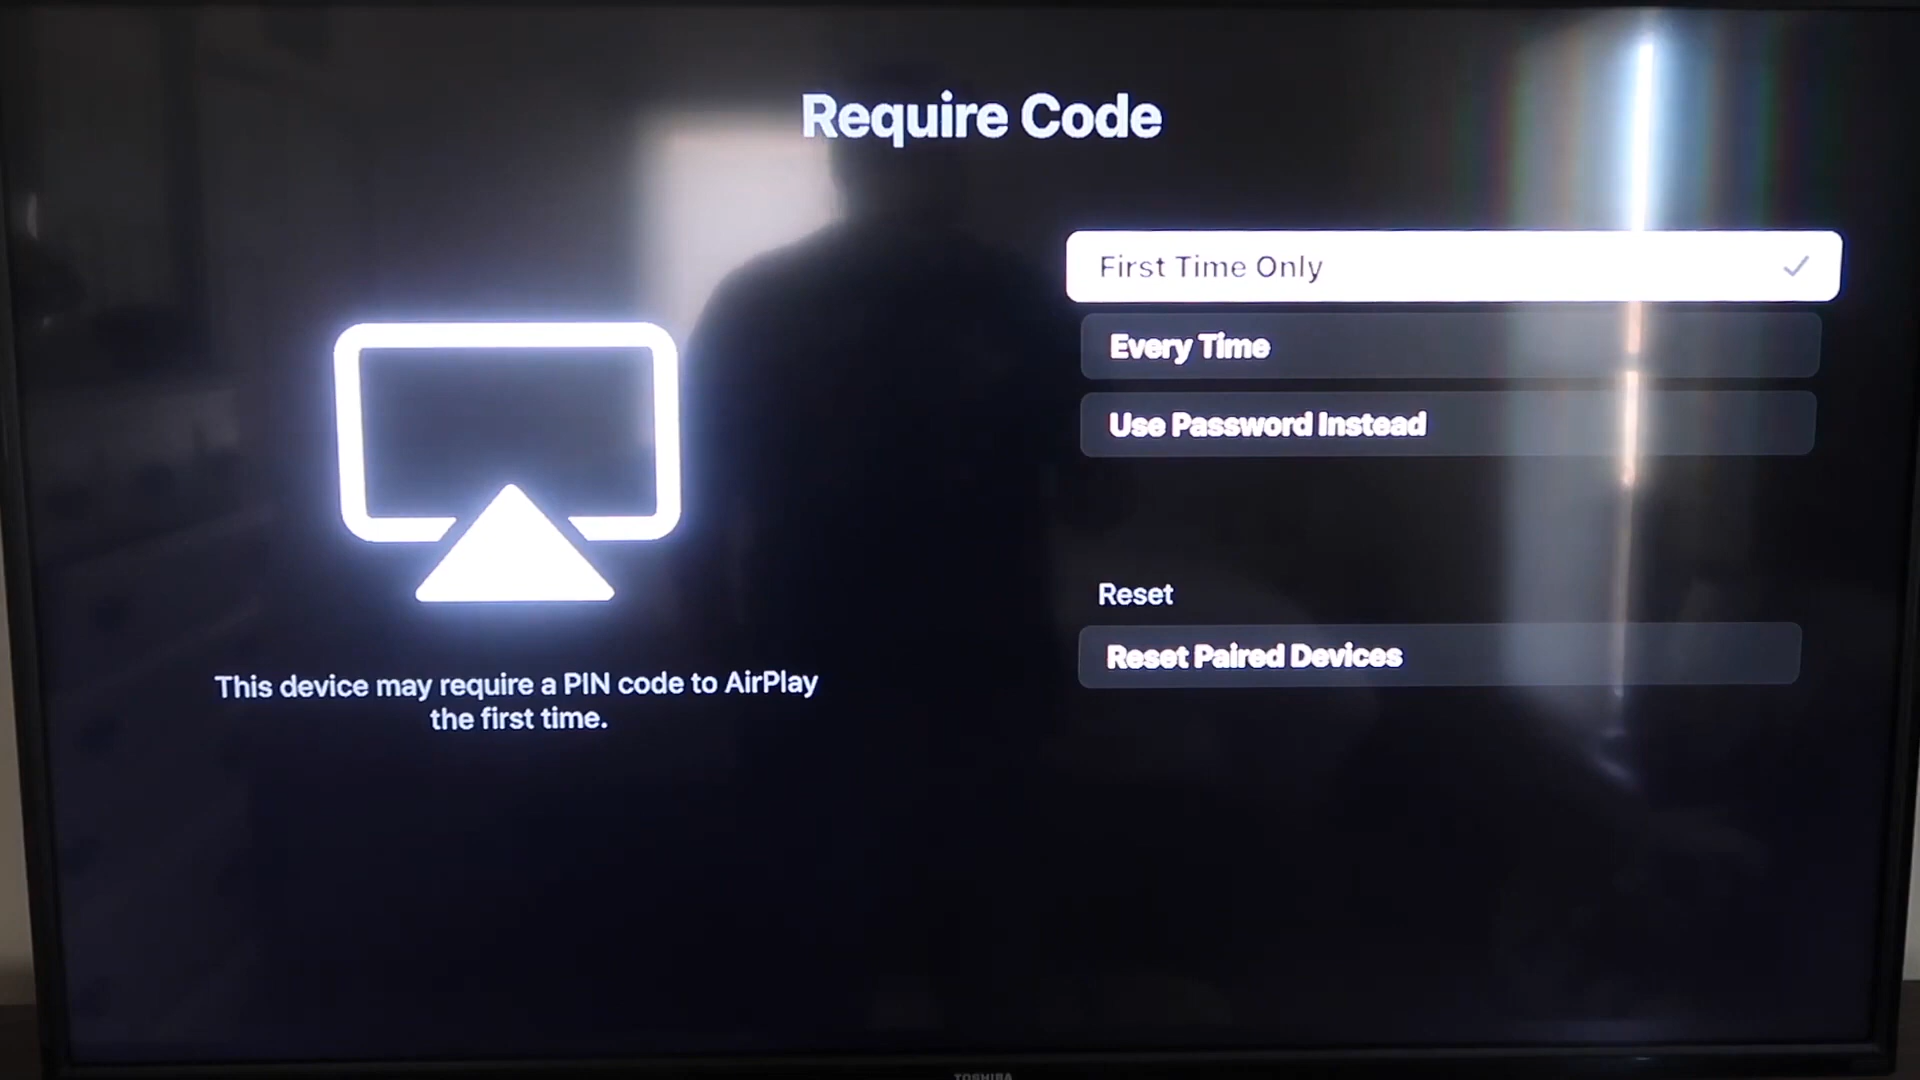 Require Code
First Time Only
Every Time
Use Password Instead
Reset
Reset Paired Devices
This device may require a PIN code to AirPlay
the first time.
TOSHIBA